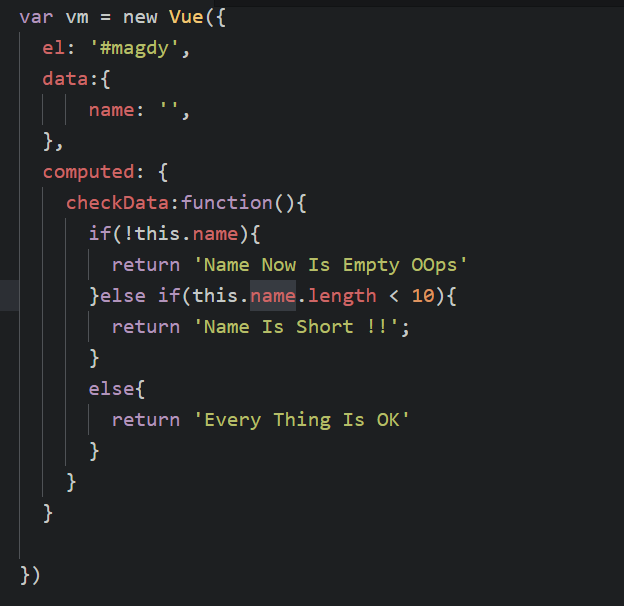 var vm = new Vue({
el: '#magdy',
data:{
name: '',
},
computed: {
checkData:function(){
if(!this.name){
return 'Name Now Is Empty OOps'
}else if(this.name.length < 10){
return 'Name Is Short !!';
}
else{
return 'Every Thing Is OK'
}
}
}
})